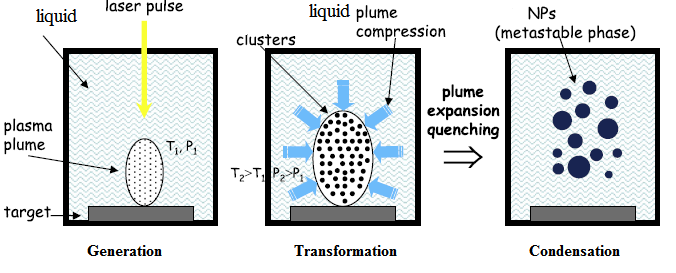 laser pulse
liquid
plasma
plume
T1, P1
target
Generation
liquid plume
compression
clusters
T2>T1 P2>P1
Transformation
plume
expansion
quenching
NPs
(metastable phase)
Condensation